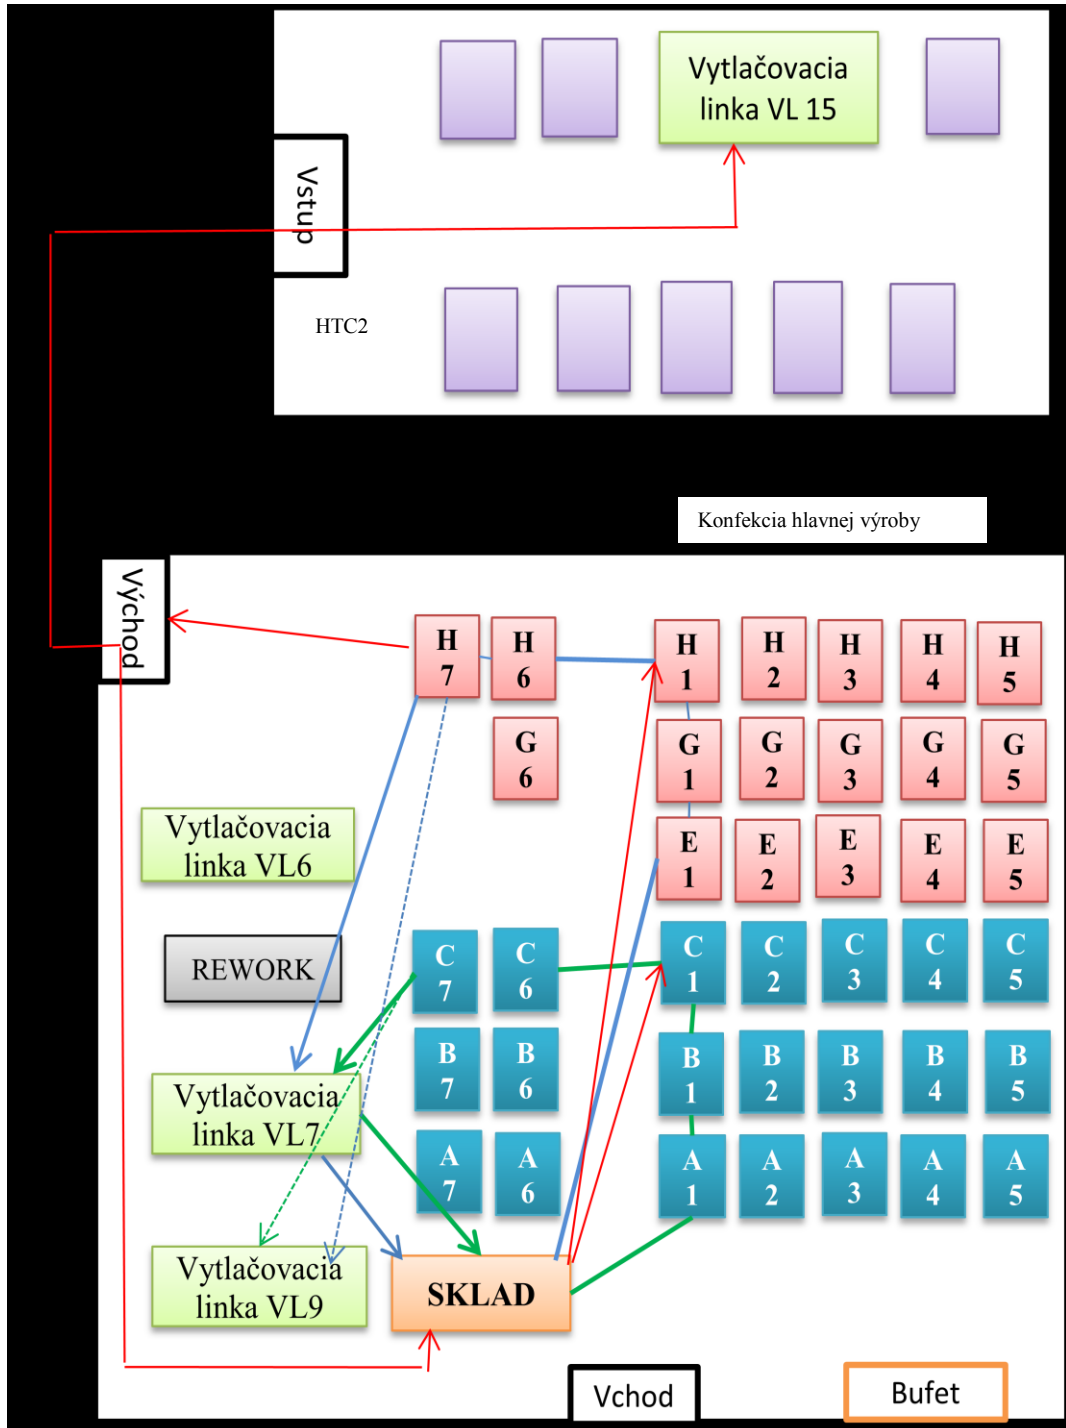 Vytlačovacia
linka VL 15
Vstup
HTC2
Konfekcia hlavnej výroby
Východ
H
7
H
6
H
1
H
2
H
3
H
4
H
5
G
6
G
1
G
2
G
3
G
4
G
5
Vytlačovacia
linka VL6
E
1
E
2
E
3
E
4
E
5
REWORK
C
7
C
6
C
1
C
2
C
3
C
4
C
5
B
7
B
6
B
1
B
2
B
3
B
4
B
5
Vytlačovacia
linka VL7
A
7
A
6
A
1
A
2
A
3
A
4
A
5
Vytlačovacia
linka VL9
SKLAD
Vchod
Bufet